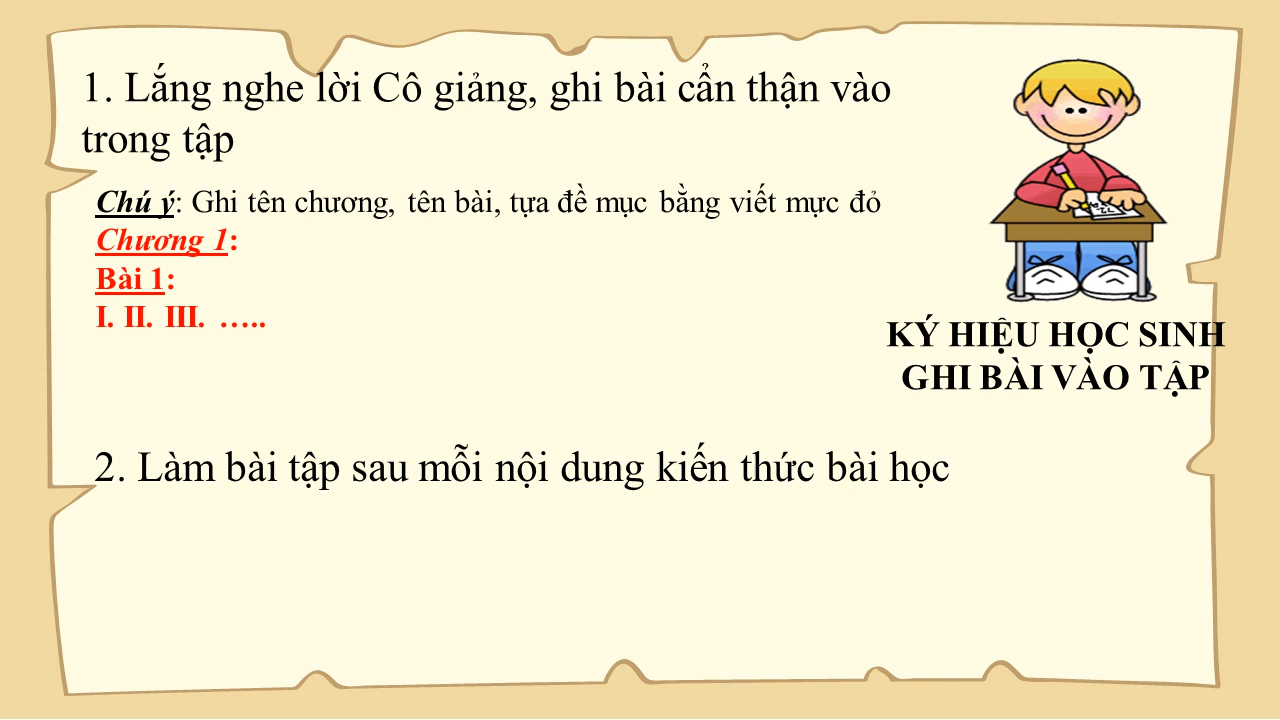 1. Lắng nghe lời Cô giảng, ghi bài cẩn thận vào
trong tập
Chú ý: Ghi tên chương, tên bài, tựa đề mục bằng viết mực đỏ
Chương 1:
Bài 1:
I. II. III. …..
KÝ HIỆU HỌC SINH
GHI BÀI VÀO TẬP
2. Làm bài tập sau mỗi nội dung kiến thức bài học